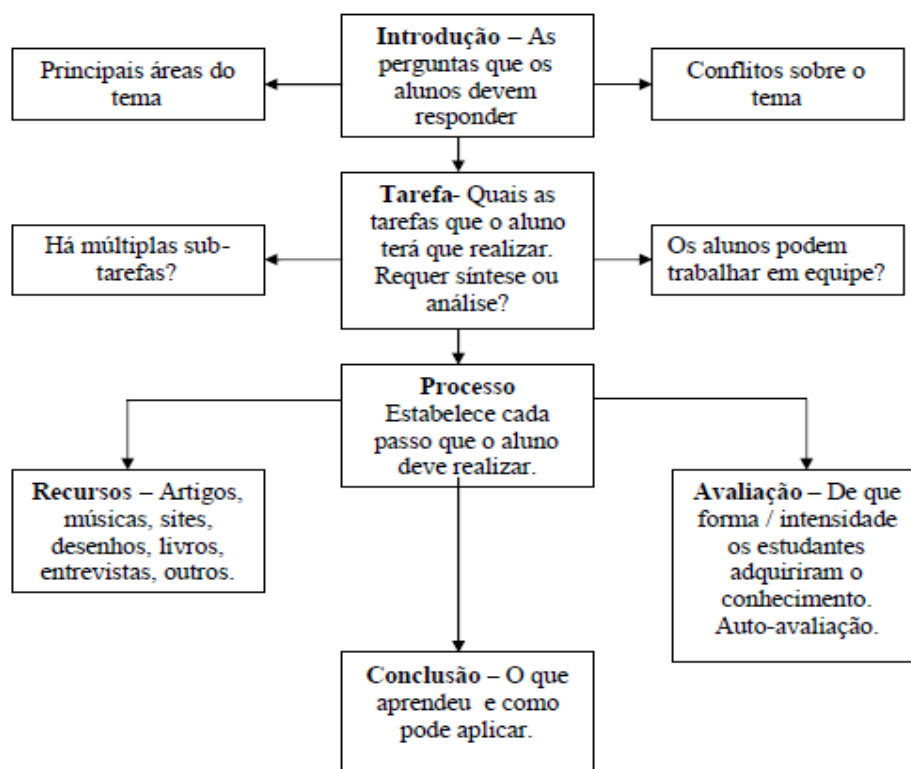 Introdução – As
perguntas que os
alunos devem
responder
Principais áreas do
tema
Conflitos sobre o
tema
Tarefa- Quais as
tarefas que o aluno
terá que realizar.
Requer síntese ou
análise?
Há múltiplas sub-
tarefas?
Os alunos podem
trabalhar em equipe?
Processo
Estabelece cada
passo que o aluno
deve realizar.
Recursos – Artigos,
músicas, sites,
desenhos, livros,
entrevistas, outros.
Avaliação – De que
forma / intensidade
os estudantes
adquiriram o
conhecimento.
Auto-avaliação.
Conclusão – O que
aprendeu e como
pode aplicar.